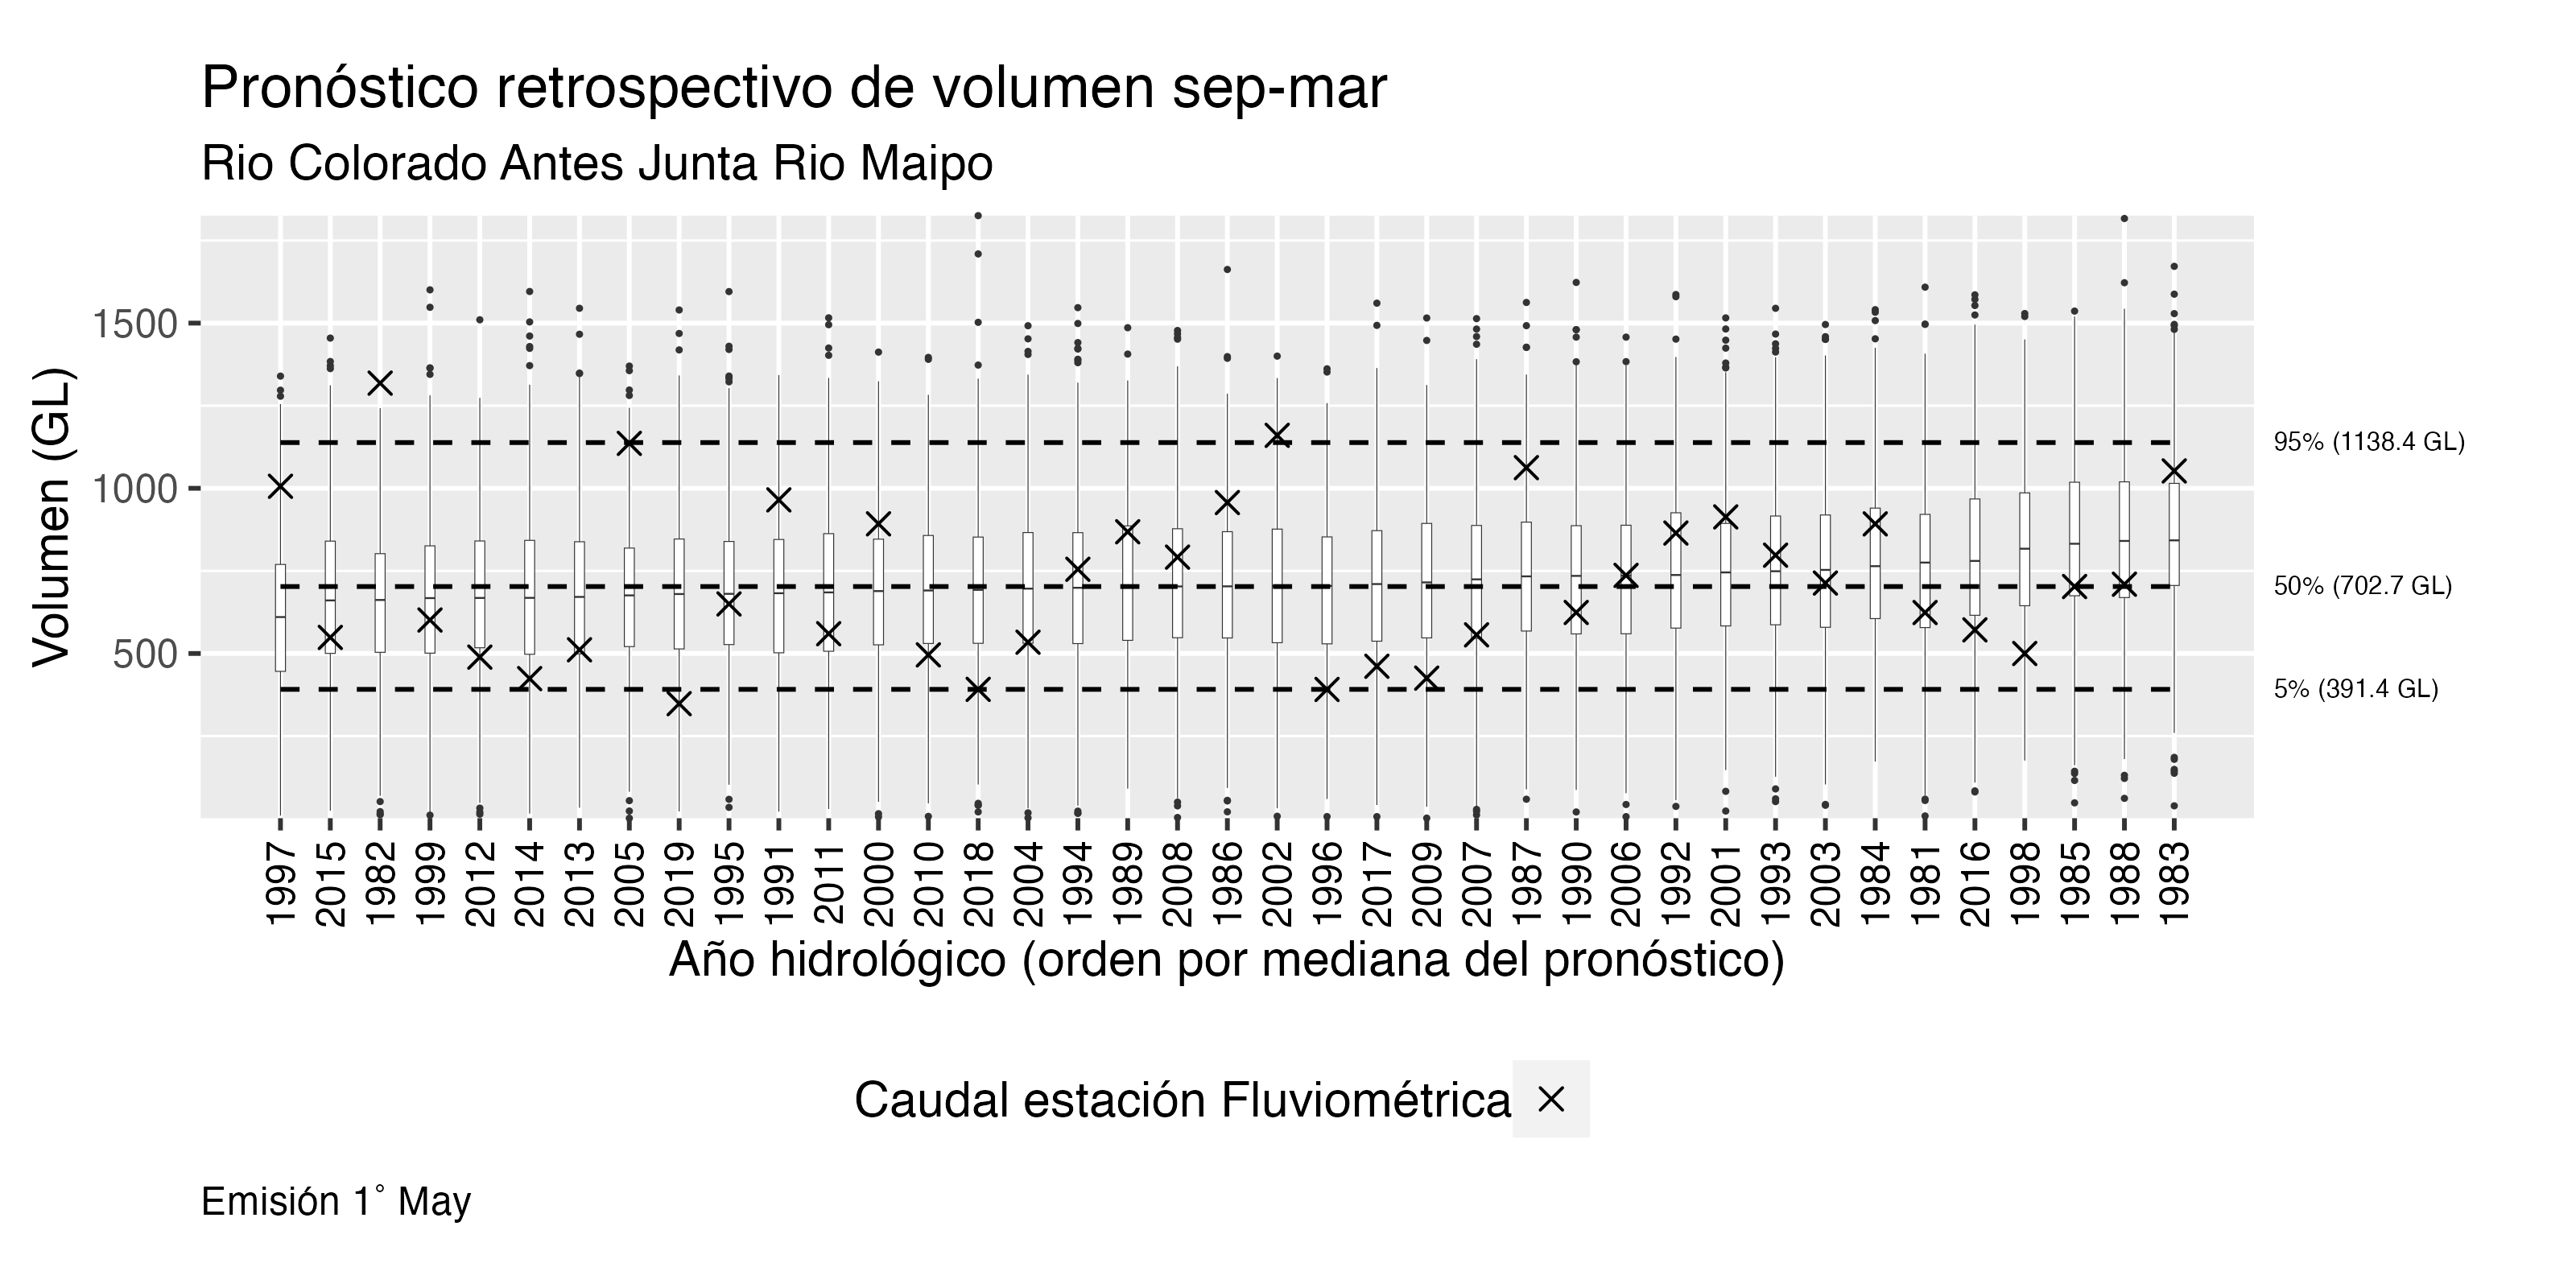 Pronóstico retrospectivo de volumen sep-mar
Rio Colorado Antes Junta Rio Maipo
Volumen (GL)
1500
1000
500
95% (1138.4 GL)
50% (702.7 GL)
5% (391.4 GL)
1997 2015 1982 1999 2012 2014 2013 2005 2019 1995 1991 2011 2000 2010 2018 2004 1994 1989 2008 1986 2002 1996 2017 2009 2007 1987 1990 2006 1992 2001 1993 2003 1984 1981 2016 1998 1985 1988 1983
Año hidrológico (orden por mediana del pronóstico)
Caudal estación Fluviométrica
Emisión 1° May